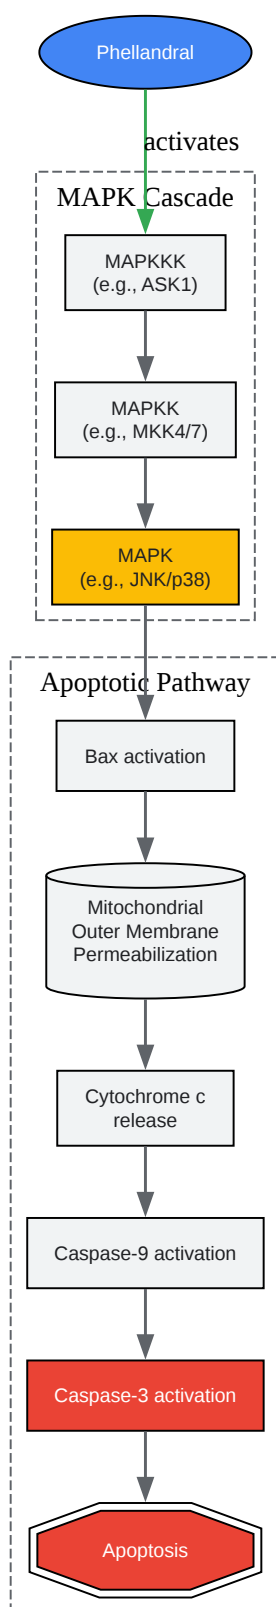 Phellandral
activates
MAPK Cascade
MAPKKK
(e.g., ASK1)
MAPKK
(e.g., MKK4/7)
MAPK
(e.g., JNK/p38)
Apoptotic Pathway
Bax activation
Mitochondrial
Outer Membrane
Permeabilization
Cytochrome c
release
Caspase-9 activation
Caspase-3 activation
Apoptosis